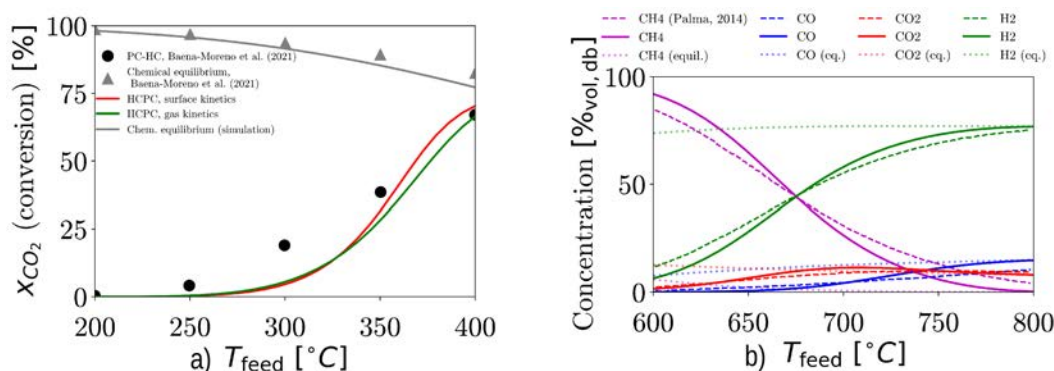 100
75
50
25
0
X_CO2 (conversion) [%]
PC-HC, Baena-Moreno et al. (2021)
Chemical equilibrium,
Baena-Moreno et al. (2021)
HCPC, surface kinetics
HCPC, gas kinetics
Chem. equilibrium (simulation)
200 250 300 350 400
a) T_feed [°C]
CH4 (Palma, 2014) CO CO2 H2
CH4 CO CO2 H2
CH4 (equil.) CO (eq.) CO2 (eq.) H2 (eq.)
100
50
0
Concentration [%vol, db]
600 650 700 750 800
b) T_feed [°C]